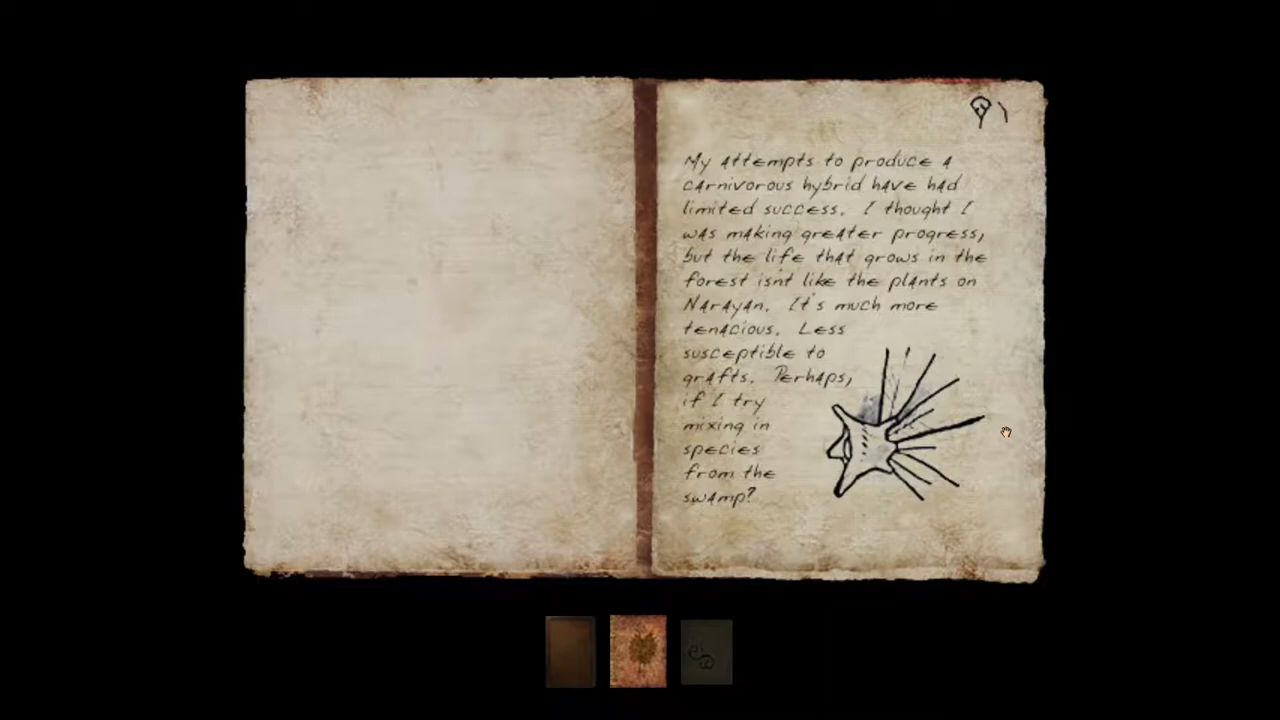 My attempts to produce a
carnivorous hybrid have had
limited success. I thought I
was making greater progress,
but the life that grows in the
forest isn't like the plants on
Narayan. It's much more
tenacious. Less
susceptible to
grafts. Perhaps,
if I try
mixing in
species
from the
swamp?